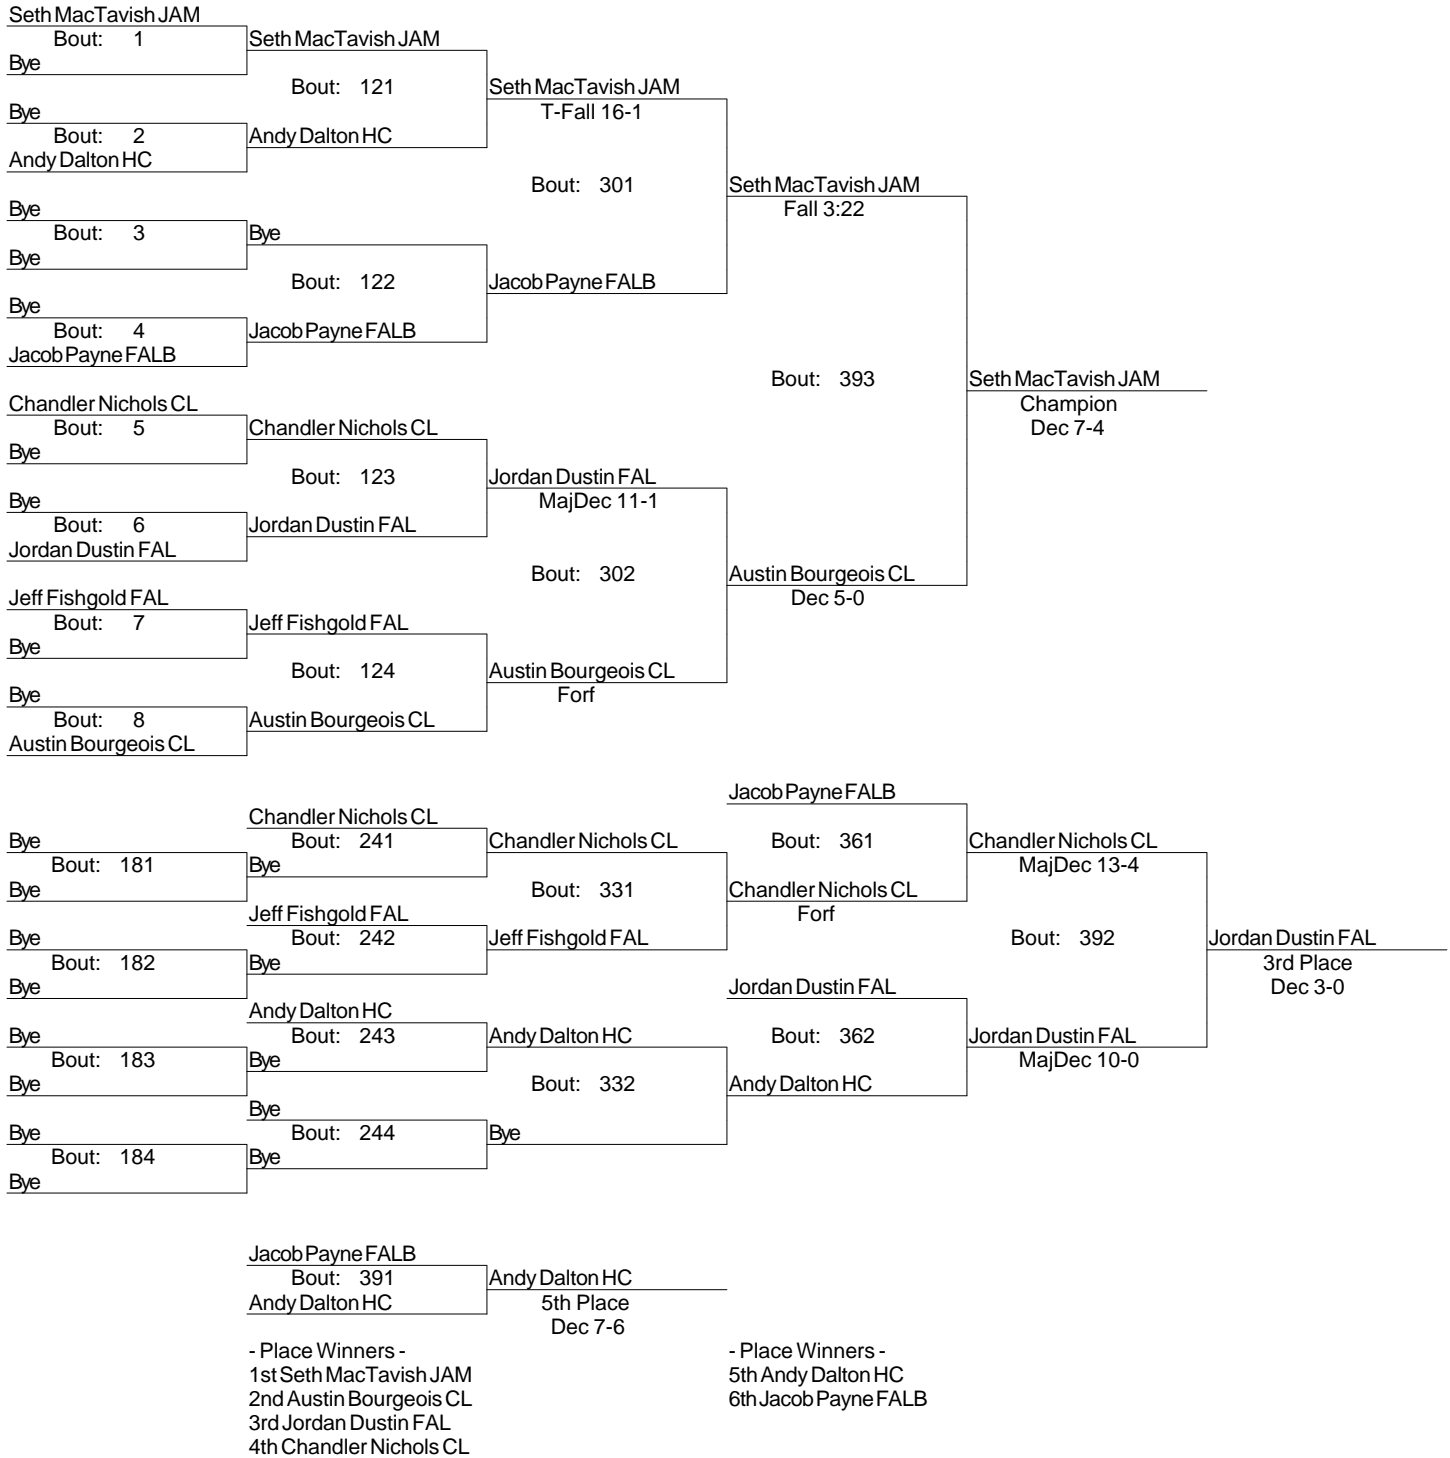 Seth MacTavish JAM
Bout: 1
Bye
Seth MacTavish JAM
Bout: 121
Bye
Bout: 2
Andy Dalton HC
Andy Dalton HC
Seth MacTavish JAM
T-Fall 16-1
Bout: 301
Bye
Bout: 3
Bye
Bye
Bout: 122
Bye
Bout: 4
Jacob Payne FALB
Jacob Payne FALB
Jacob Payne FALB
Seth MacTavish JAM
Fall 3:22
Bout: 393
Seth MacTavish JAM
Champion
Dec 7-4
Chandler Nichols CL
Bout: 5
Bye
Chandler Nichols CL
Bout: 123
Bye
Bout: 6
Jordan Dustin FAL
Jordan Dustin FAL
Jordan Dustin FAL
MajDec 11-1
Bout: 302
Jeff Fishgold FAL
Bout: 7
Bye
Jeff Fishgold FAL
Bout: 124
Bye
Bout: 8
Austin Bourgeois CL
Austin Bourgeois CL
Austin Bourgeois CL
Forf
Austin Bourgeois CL
Dec 5-0
Bye
Bout: 181
Bye
Chandler Nichols CL
Bout: 241
Bye
Chandler Nichols CL
Bout: 331
Bye
Bout: 182
Bye
Jeff Fishgold FAL
Bout: 242
Bye
Jeff Fishgold FAL
Jacob Payne FALB
Bout: 361
Chandler Nichols CL
Forf
Chandler Nichols CL
MajDec 13-4
Bout: 392
Bye
Bout: 183
Bye
Andy Dalton HC
Bout: 243
Bye
Andy Dalton HC
Bout: 332
Bye
Bout: 184
Bye
Bye
Bout: 244
Bye
Bye
Jordan Dustin FAL
Bout: 362
Andy Dalton HC
Jordan Dustin FAL
MajDec 10-0
Jordan Dustin FAL
3rd Place
Dec 3-0
Jacob Payne FALB
Bout: 391
Andy Dalton HC
Andy Dalton HC
5th Place
Dec 7-6
- Place Winners -
1st Seth MacTavish JAM
2nd Austin Bourgeois CL
3rd Jordan Dustin FAL
4th Chandler Nichols CL
- Place Winners -
5th Andy Dalton HC
6th Jacob Payne FALB